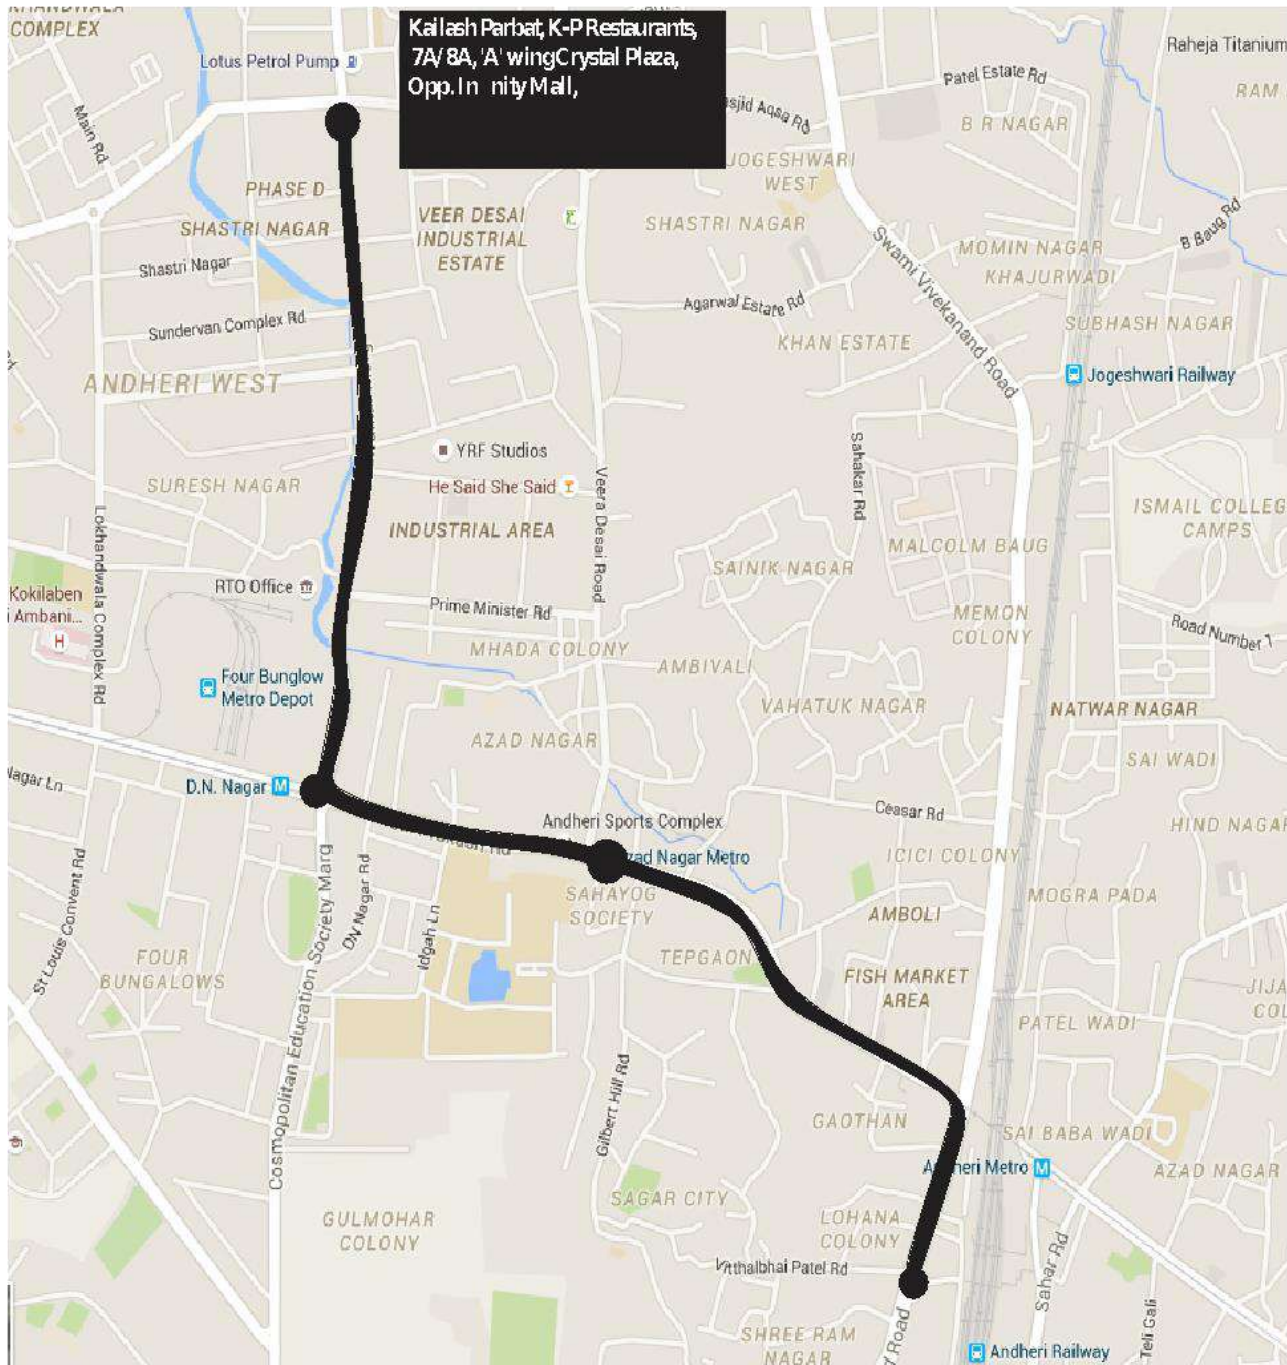 KHANDWALA
COMPLEX
Lotus Petrol Pump
Kailash Parbat, K-P Restaurants,
7A/ 8A, 'A' wing Crystal Plaza,
Opp. In nity Mall,
Raheja Titanium
Patel Estate Rd
RAM
Main Rd
asjid Aqsa Rd
B R NAGAR
JOGESHWARI
WEST
PHASE D
SHASTRI NAGAR
VEER DESAI
INDUSTRIAL
ESTATE
SHASTRI NAGAR
Swami Vivekanand Road
B Baug Rd
MOMIN NAGAR
KHAJURWADI
Shastri Nagar
Agarwal Estate Rd
Sundervan Complex Rd
SUBHASH NAGAR
KHAN ESTATE
ANDHERI WEST
Jogeshwari Railway
YRF Studios
Sahakar Rd
He Said She Said
SURESH NAGAR
Veera Desai Road
Lokhandwala Complex Rd
ISMAIL COLLEG
CAMPS
INDUSTRIAL AREA
MALCOLM BAUG
SAINIK NAGAR
RTO Office
Kokilaben
i Ambani...
H
Prime Minister Rd
MEMON
COLONY
Road Number 1
MHADA COLONY
AMBIVALI
Four Bunglow
Metro Depot
VAHATUK NAGAR
NATWAR NAGAR
AZAD NAGAR
SAI WADI
Nagar Ln
D.N. Nagar M
Ceasar Rd
Andheri Sports Complex
HIND NAGA
zad Nagar Metro
ICICI COLONY
St Louis Convent Rd
Cosmopolitan Education Society Marg
DN Nagar Rd
Idgah Ln
SAHAYOG
SOCIETY
MOGRA PADA
AMBOLI
FOUR
BUNGALOWS
TEPGAON
FISH MARKET
AREA
JIJA
COL
PATEL WADI
Gilbert Hill Rd
GAOTHAN
SAI BABA WADI
Andheri Metro M
AZAD NAGAR
SAGAR CITY
GULMOHAR
COLONY
LOHANA
COLONY
Vitthalbhai Patel Rd
Sahar Rd
Teli Gali
SHREE RAM
NAGAR
d Road
Andheri Railway